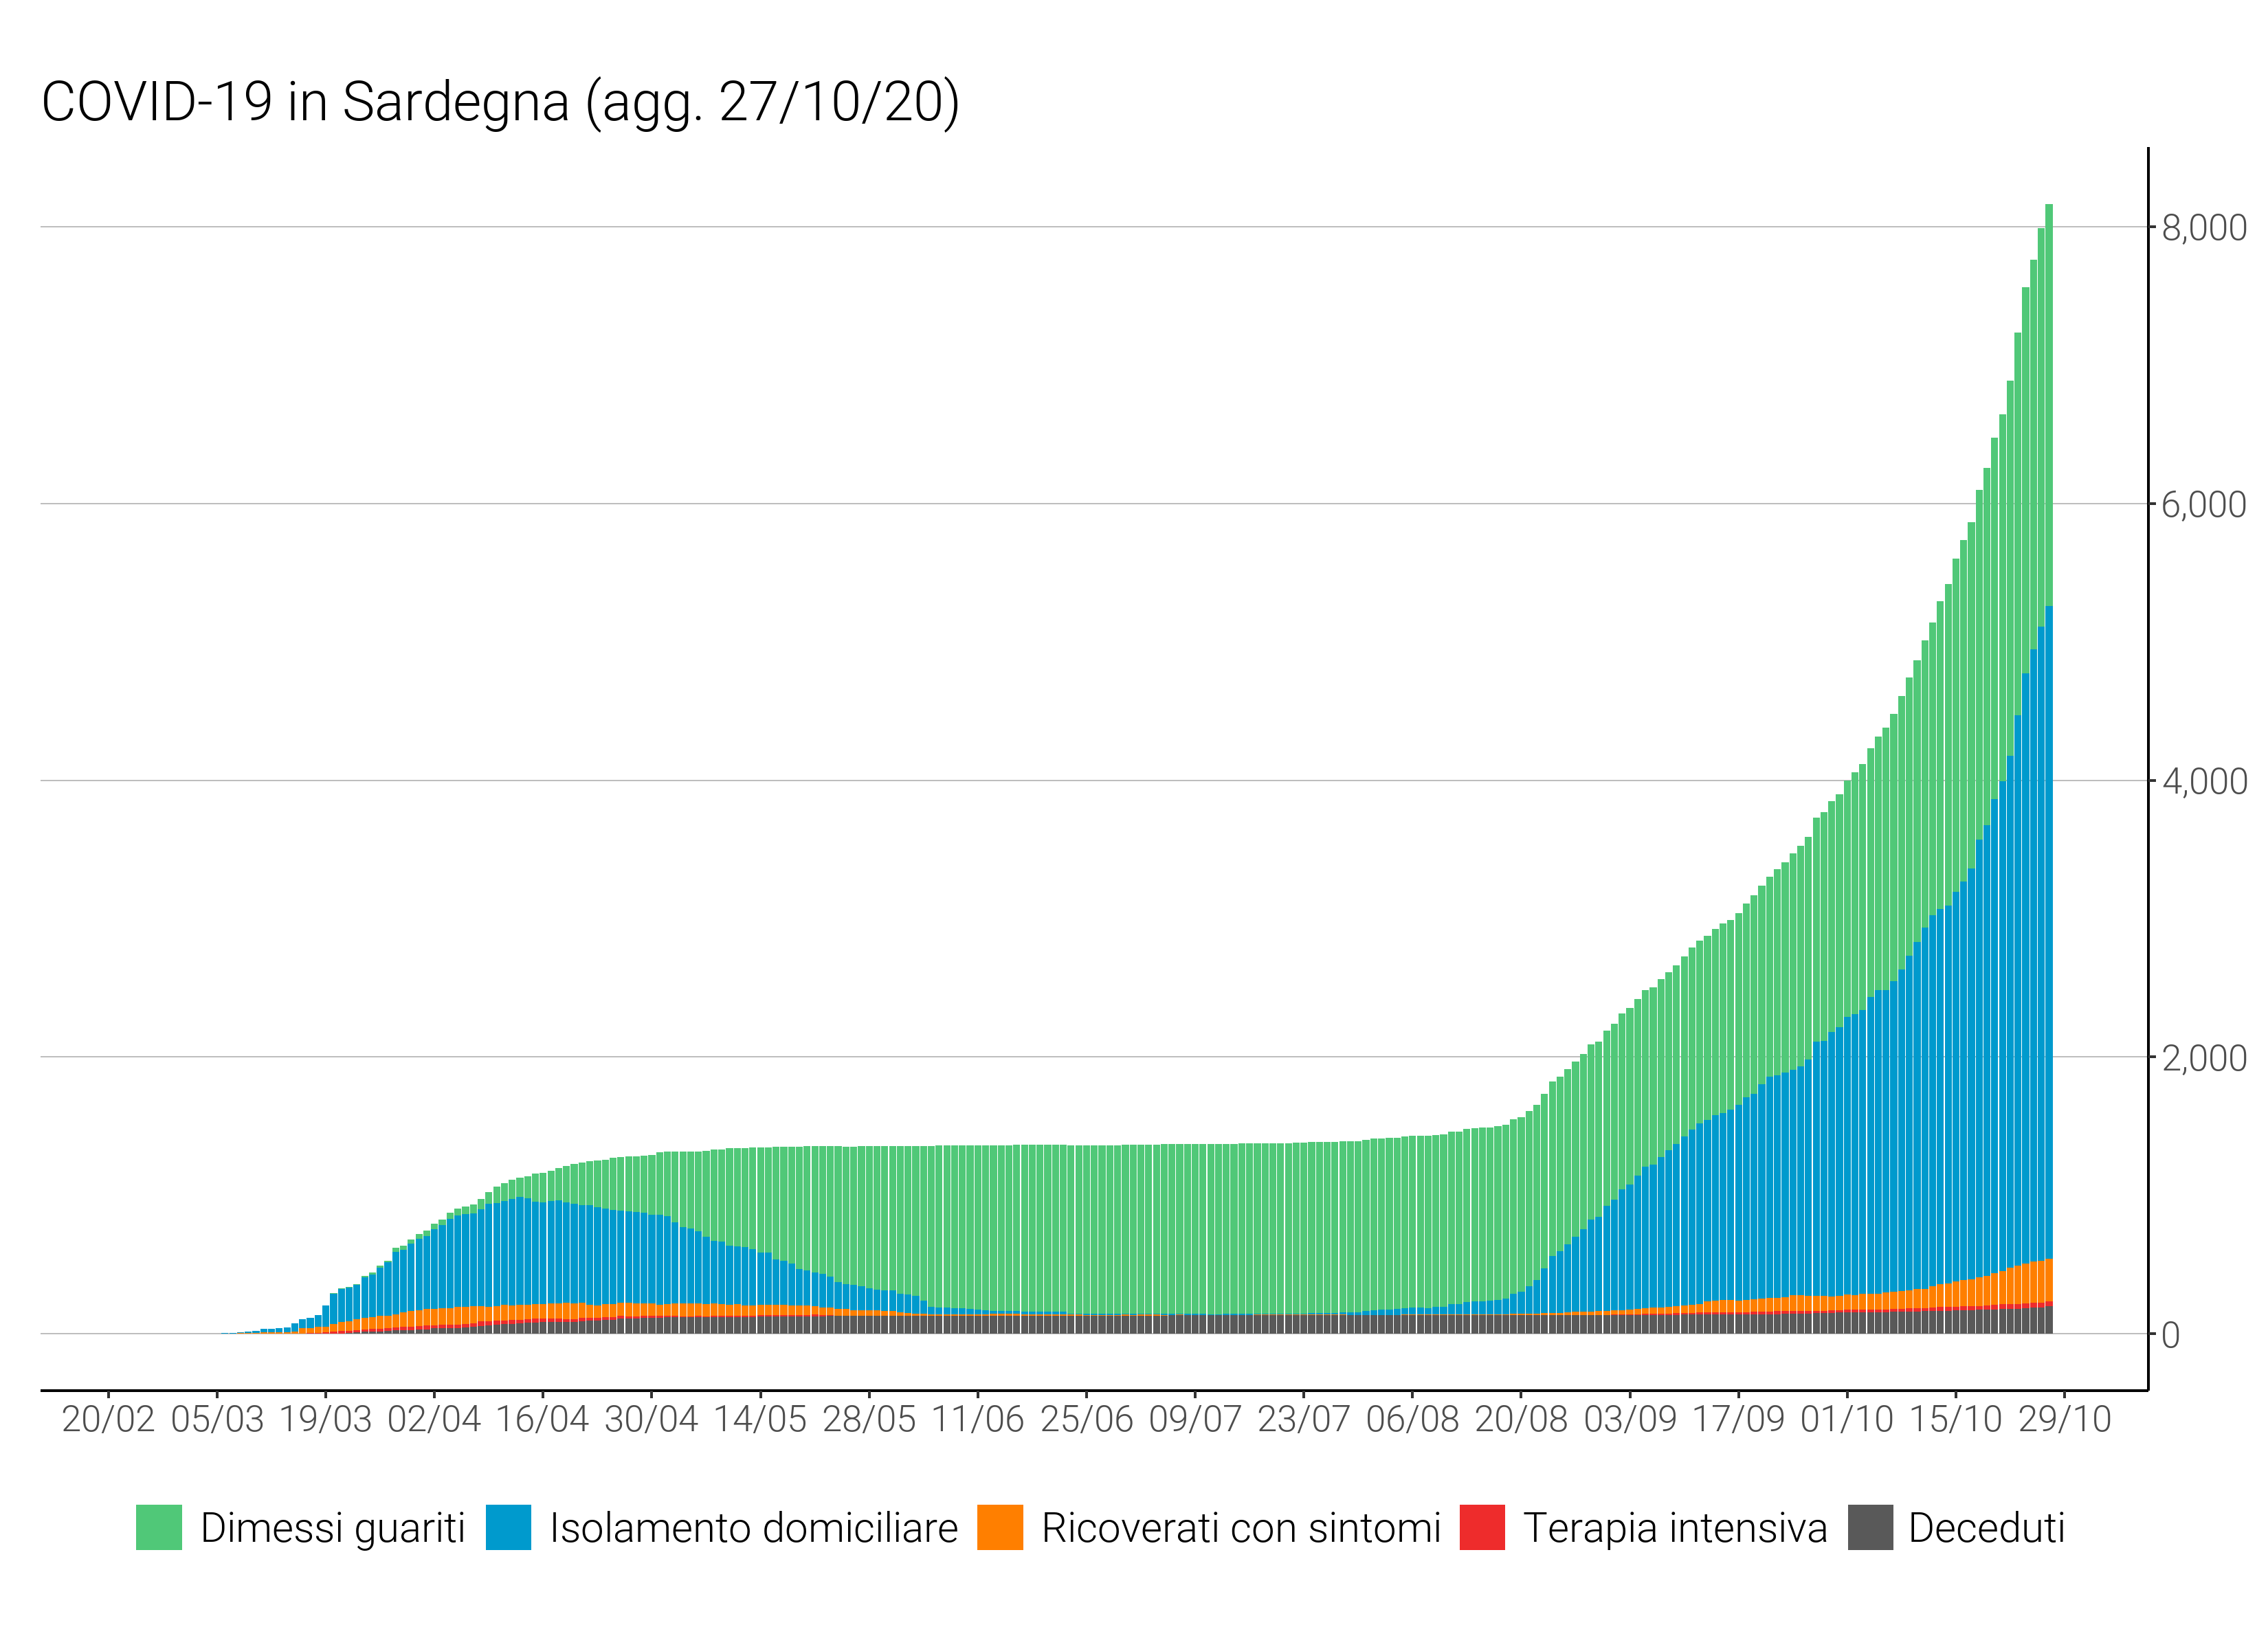 COVID-19 in Sardegna (agg. 27/10/20)
8,000
6,000
4,000
2,000
0
20/02 05/03 19/03 02/04 16/04 30/04 14/05 28/05 11/06 25/06 09/07 23/07 06/08 20/08 03/09 17/09 01/10 15/10 29/10
Dimessi guariti Isolamento domiciliare Ricoverati con sintomi Terapia intensiva Deceduti